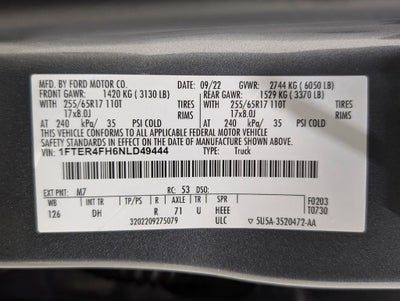 MFD. BY FORD MOTOR CO. 09/22 GVWR: 2744 KG ( 6050 LB)
FRONT GAWR: 1420 KG ( 3130 LB) REAR GAWR: 1529 KG ( 3370 LB)
255/65R17 110T TIRES WITH 255/65R17 110T TIRES
17x8.0J RIMS 17x8.0J RIMS
AT 240 kPa/ 35 PSI COLD AT 240 kPa/ 35 PSI COLD
THIS VEHICLE CONFORMS TO ALL APPLICABLE FEDERAL MOTOR VEHICLE
SAFETY STANDARDS IN EFFECT ON THE DATE OF MANUFACTURE SHOWN ABOVE.
VIN: 1FTER4FH6NLD49444 TYPE: Truck
EXT PNT: M7 RC: 53 DSO:
WB INT TR TP/PS R AXLE TR SPR F0203
126 DH R 71 U HEEE T0730
3202209275079 ULC 5U5A-3520472-AA